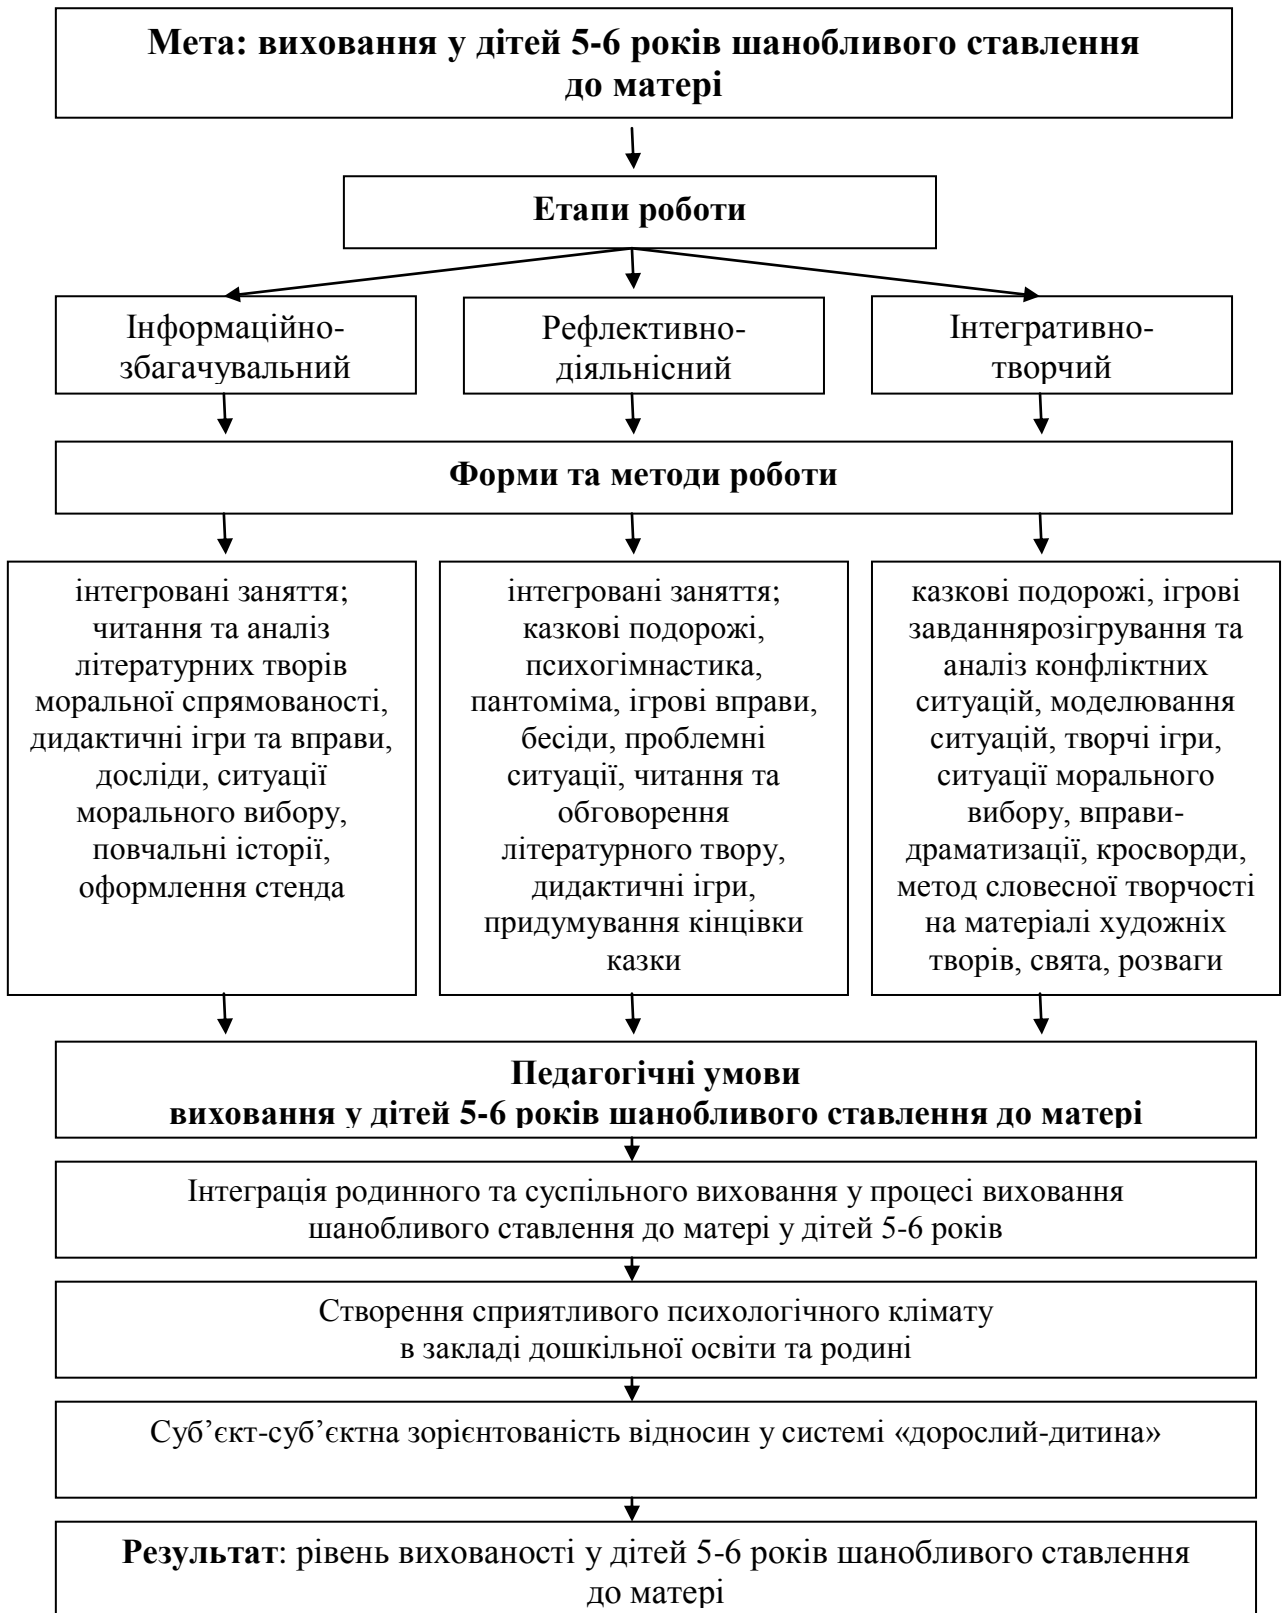 Мета: виховання у дітей 5-6 років шанобливого ставлення
до матері
Етапи роботи
Інформаційно-
збагачувальний
Рефлективно-
діяльнісний
Інтегративно-
творчий
Форми та методи роботи
інтегровані заняття;
читання та аналіз
літературних творів
моральної спрямованості,
дидактичні ігри та вправи,
досліди, ситуації
морального вибору,
повчальні історії,
оформлення стенда
інтегровані заняття;
казкові подорожі,
психогімнастика,
пантоміма, ігрові вправи,
бесіди, проблемні
ситуації, читання та
обговорення
літературного твору,
дидактичні ігри,
придумування кінцівки
казки
казкові подорожі, ігрові
завданнярозігрування та
аналіз конфліктних
ситуацій, моделювання
ситуацій, творчі ігри,
ситуації морального
вибору, вправи-
драматизації, кросворди,
метод словесної творчості
на матеріалі художніх
творів, свята, розваги
Педагогічні умови
виховання у дітей 5-6 років шанобливого ставлення до матері
Інтеграція родинного та суспільного виховання у процесі виховання
шанобливого ставлення до матері у дітей 5-6 років
Створення сприятливого психологічного клімату
в закладі дошкільної освіти та родині
Суб’єкт-суб’єктна зорієнтованість відносин у системі «дорослий-дитина»
Результат: рівень вихованості у дітей 5-6 років шанобливого ставлення
до матері